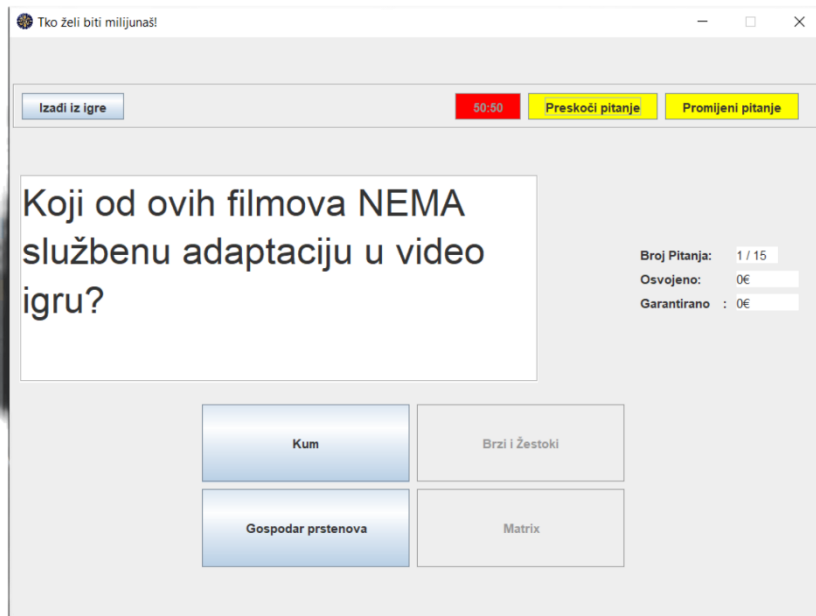 Tko želi biti milijunaš!
Izađi iz igre
50:50
Preskoči pitanje
Promijeni pitanje
Koji od ovih filmova NEMA
službenu adaptaciju u video
igru?
Broj Pitanja: 1 / 15
Osvojeno: 0€
Garantirano : 0€
Kum
Brzi i Žestoki
Gospodar prstenova
Matrix